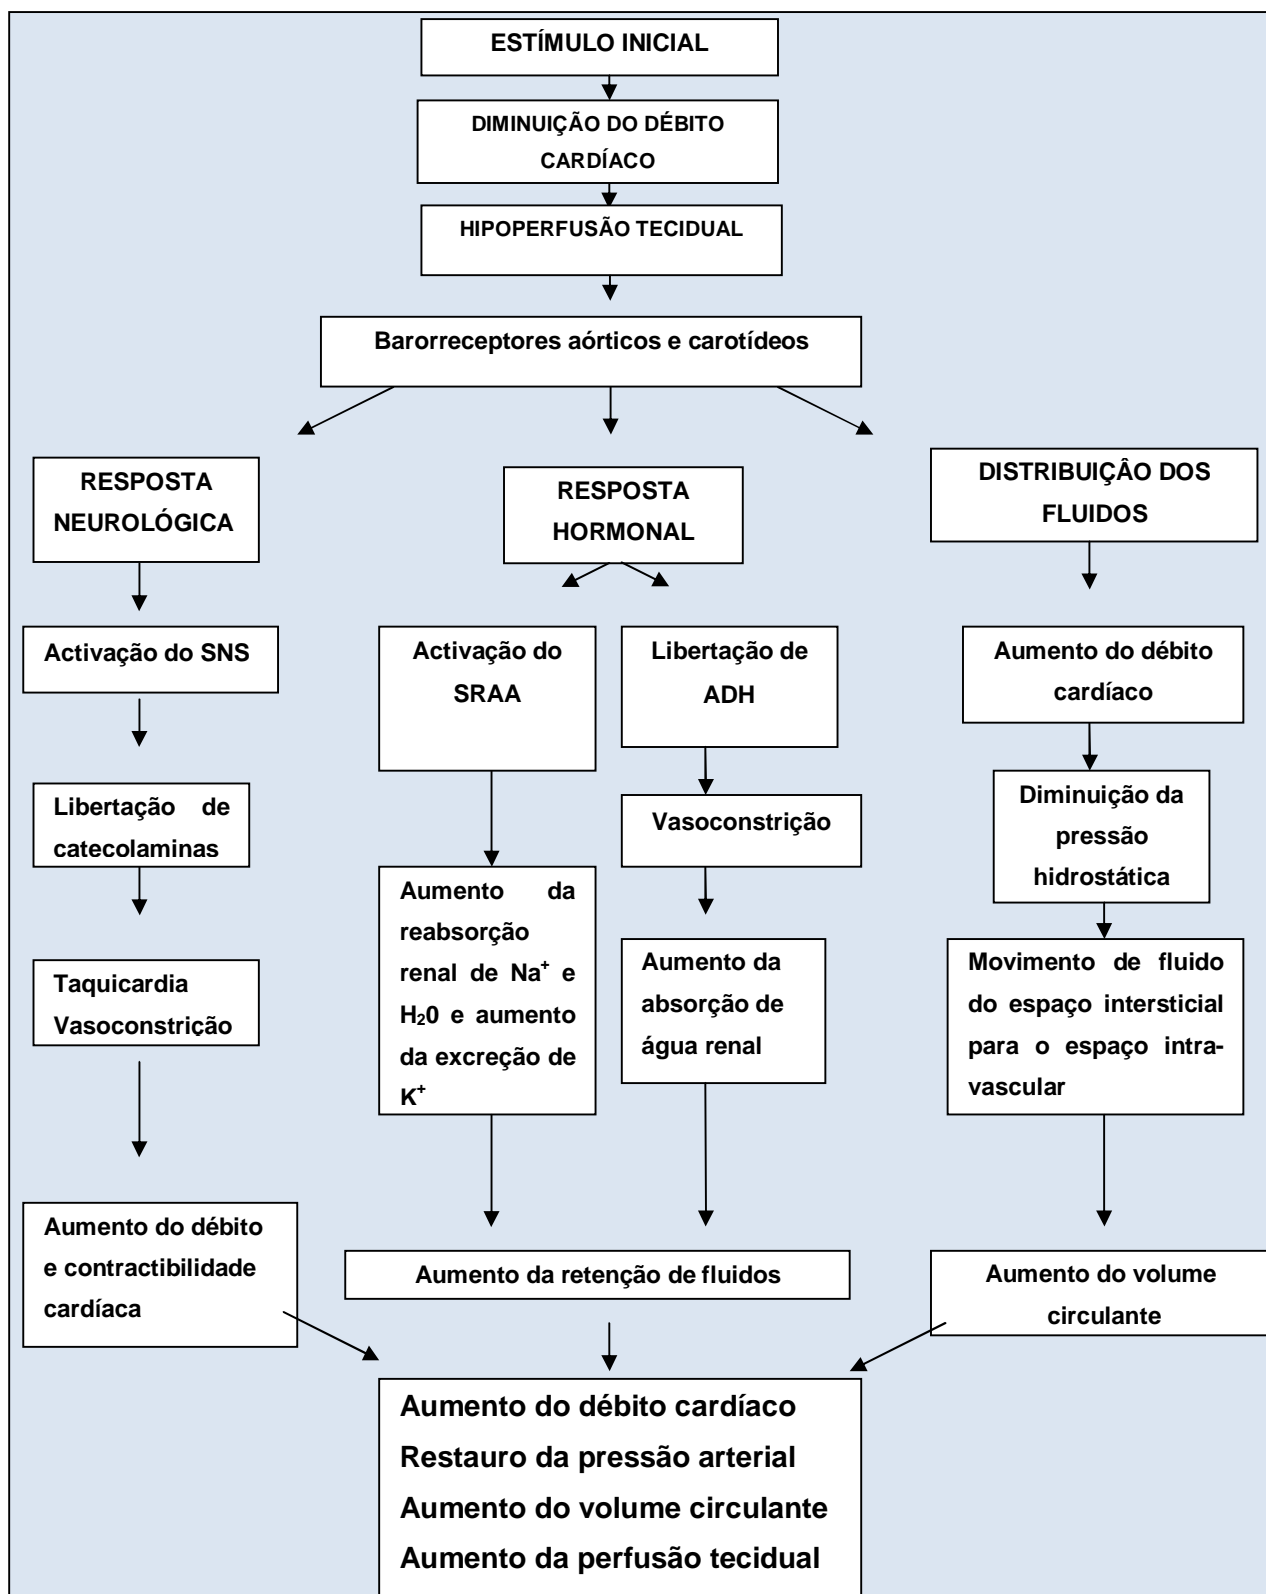 ESTÍMULO INICIAL
DIMINUIÇÃO DO DÉBITO
CARDÍACO
HIPOPERFUSÃO TECIDUAL
Barorreceptores aórticos e carotídeos
RESPOSTA
NEUROLÓGICA
Activação do SNS
Libertação de
catecolaminas
Taquicardia
Vasoconstrição
Aumento do débito
e contractibilidade
cardíaca
RESPOSTA
HORMONAL
Activação do
SRAA
Aumento da
reabsorção
renal de Na⁺ e
H₂0 e aumento
da excreção de
K⁺
Libertação de
ADH
Vasoconstrição
Aumento da
absorção de
água renal
Aumento da retenção de fluidos
DISTRIBUIÇÂO DOS
FLUIDOS
Aumento do débito
cardíaco
Diminuição da
pressão
hidrostática
Movimento de fluido
do espaço intersticial
para o espaço intra-
vascular
Aumento do volume
circulante
Aumento do débito cardíaco
Restauro da pressão arterial
Aumento do volume circulante
Aumento da perfusão tecidual